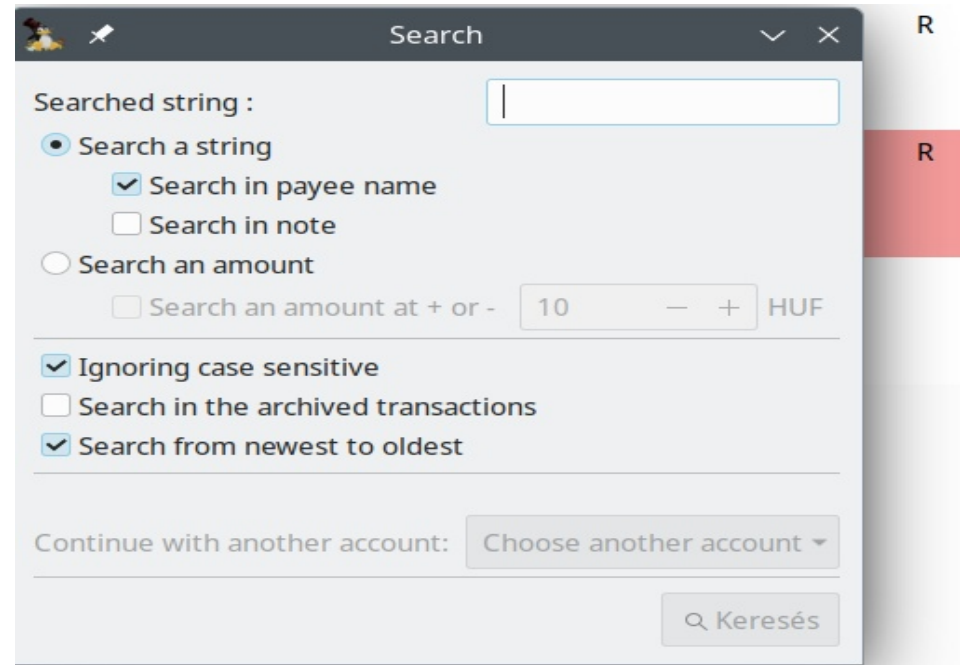 Search
Searched string :
Search a string
Search in payee name
Search in note
Search an amount
Search an amount at + or - 10 − + HUF
Ignoring case sensitive
Search in the archived transactions
Search from newest to oldest
Continue with another account: Choose another account
Keresés
R
R